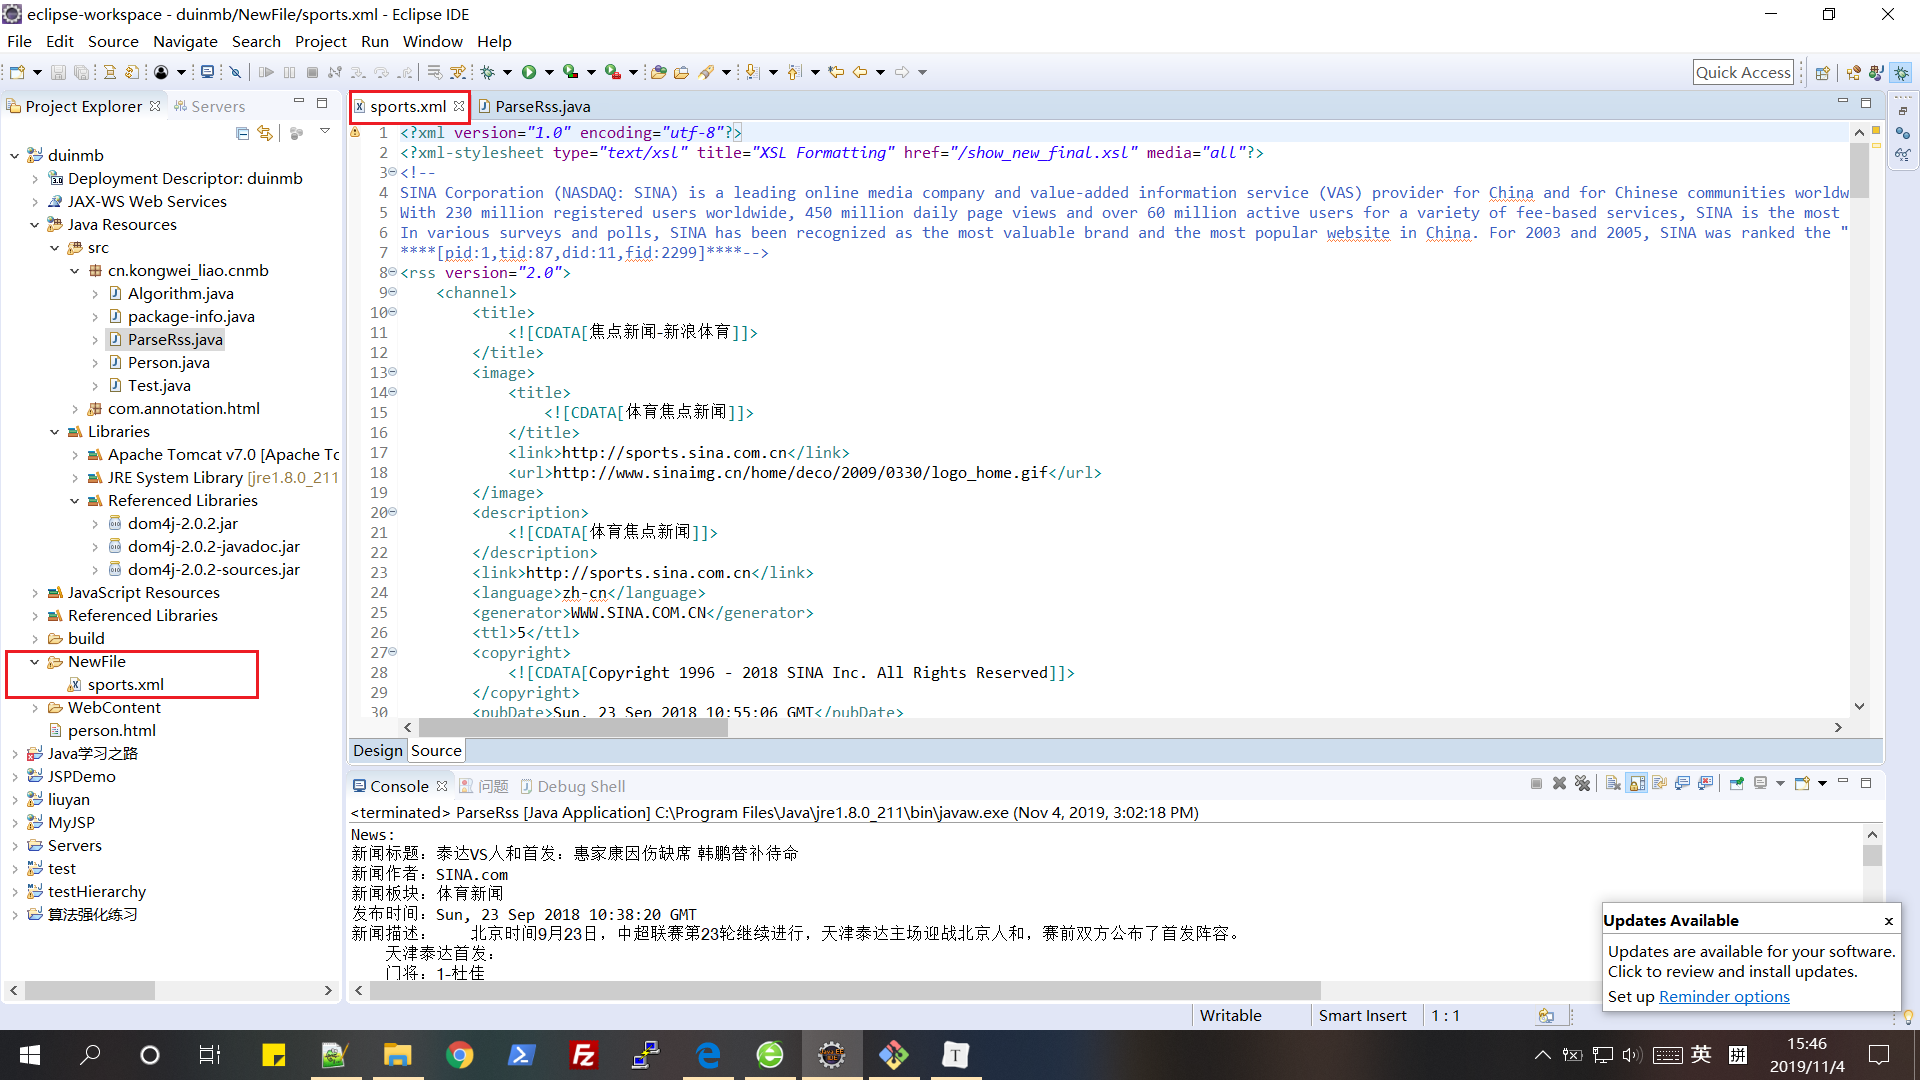 eclipse-workspace - duinmb/NewFile/sports.xml - Eclipse IDE
File Edit Source Navigate Search Project Run Window Help
Quick Access
Project Explorer Servers
duinmb
Deployment Descriptor: duinmb
JAX-WS Web Services
Java Resources
src
cn.kongwei_liao.cnmb
Algorithm.java
package-info.java
ParseRss.java
Person.java
Test.java
com.annotation.html
Libraries
Apache Tomcat v7.0 [Apache To
JRE System Library [jre1.8.0_211
Referenced Libraries
dom4j-2.0.2.jar
dom4j-2.0.2-javadoc.jar
dom4j-2.0.2-sources.jar
JavaScript Resources
Referenced Libraries
build
NewFile
sports.xml
WebContent
person.html
Java学习之路
JSPDemo
liuyan
MyJSP
Servers
test
testHierarchy
算法强化练习
sports.xml ParseRss.java
1 <?xml version="1.0" encoding="utf-8"?>
2 <?xml-stylesheet type="text/xsl" title="XSL Formatting" href="/show_new_final.xsl" media="all"?>
3 <!--
4 SINA Corporation (NASDAQ: SINA) is a leading online media company and value-added information service (VAS) provider for China and for Chinese communities worldw
5 With 230 million registered users worldwide, 450 million daily page views and over 60 million active users for a variety of fee-based services, SINA is the most
6 In various surveys and polls, SINA has been recognized as the most valuable brand and the most popular website in China. For 2003 and 2005, SINA was ranked the "
7 ****[pid:1,tid:87,did:11,fid:2299]****-->
8 <rss version="2.0">
9 <channel>
10 <title>
11 <![CDATA[焦点新闻-新浪体育]]>
12 </title>
13 <image>
14 <title>
15 <![CDATA[体育焦点新闻]]>
16 </title>
17 <link>http://sports.sina.com.cn</link>
18 <url>http://www.sinaimg.cn/home/deco/2009/0330/logo_home.gif</url>
19 </image>
20 <description>
21 <![CDATA[体育焦点新闻]]>
22 </description>
23 <link>http://sports.sina.com.cn</link>
24 <language>zh-cn</language>
25 <generator>WWW.SINA.COM.CN</generator>
26 <ttl>5</ttl>
27 <copyright>
28 <![CDATA[Copyright 1996 - 2018 SINA Inc. All Rights Reserved]]>
29 </copyright>
30 <pubDate>Sun, 23 Sep 2018 10:55:06 GMT</pubDate>
Design Source
Console 问题 Debug Shell
<terminated> ParseRss [Java Application] C:\Program Files\Java\jre1.8.0_211\bin\javaw.exe (Nov 4, 2019, 3:02:18 PM)
News:
新闻标题：泰达VS人和首发：惠家康因伤缺席 韩鹏替补待命
新闻作者：SINA.com
新闻板块：体育新闻
发布时间：Sun, 23 Sep 2018 10:38:20 GMT
新闻描述： 北京时间9月23日，中超联赛第23轮继续进行，天津泰达主场迎战北京人和，赛前双方公布了首发阵容。
天津泰达首发：
门将：1-杜佳
Updates Available
Updates are available for your software.
Click to review and install updates.
Set up Reminder options
Writable Smart Insert 1 : 1
英 拼
15:46
2019/11/4